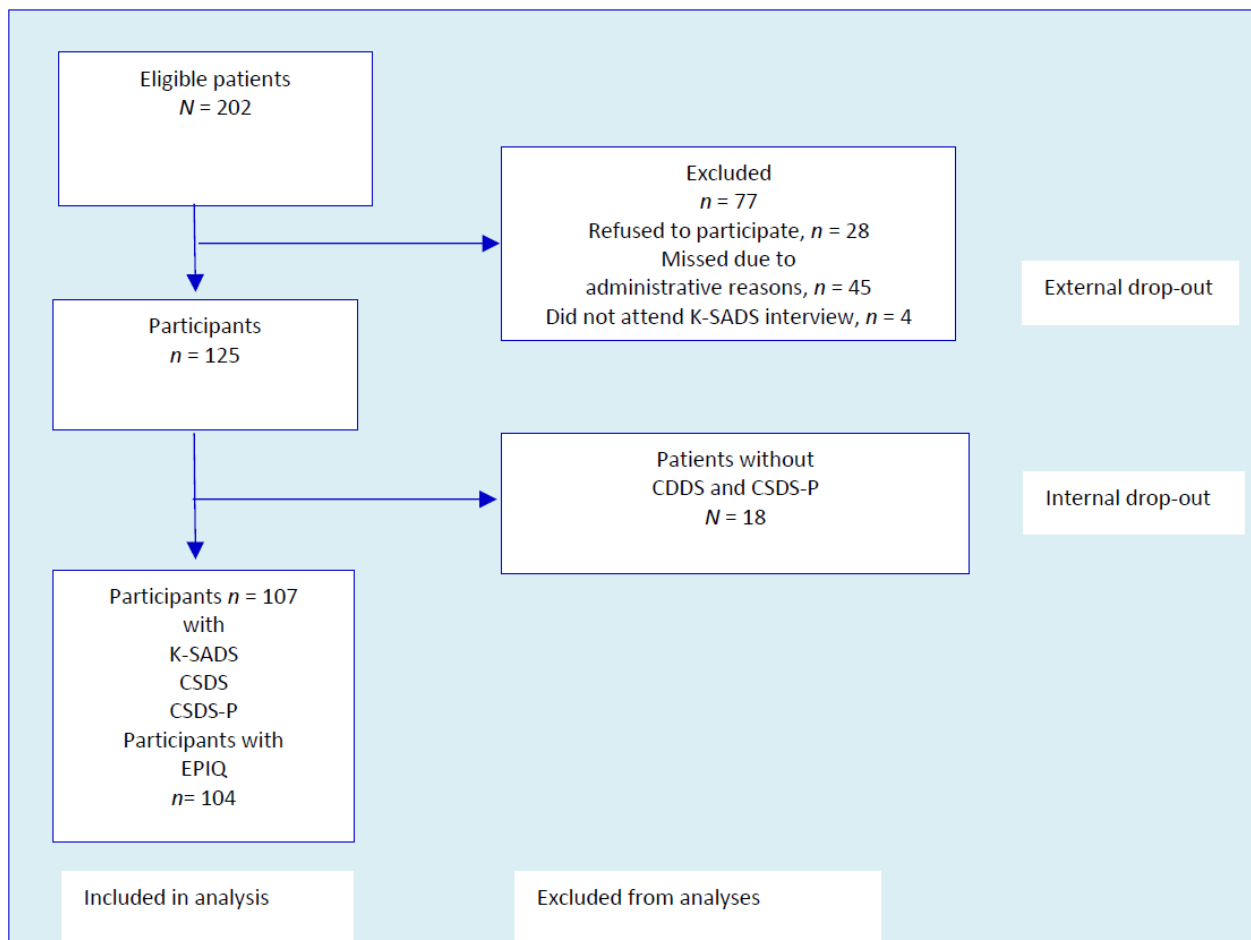 Eligible patients
N = 202
Excluded
n = 77
Refused to participate, n = 28
Missed due to
administrative reasons, n = 45
Did not attend K-SADS interview, n = 4
External drop-out
Participants
n = 125
Patients without
CDDS and CSDS-P
N = 18
Internal drop-out
Participants n = 107
with
K-SADS
CSDS
CSDS-P
Participants with
EPIQ
n= 104
Included in analysis
Excluded from analyses